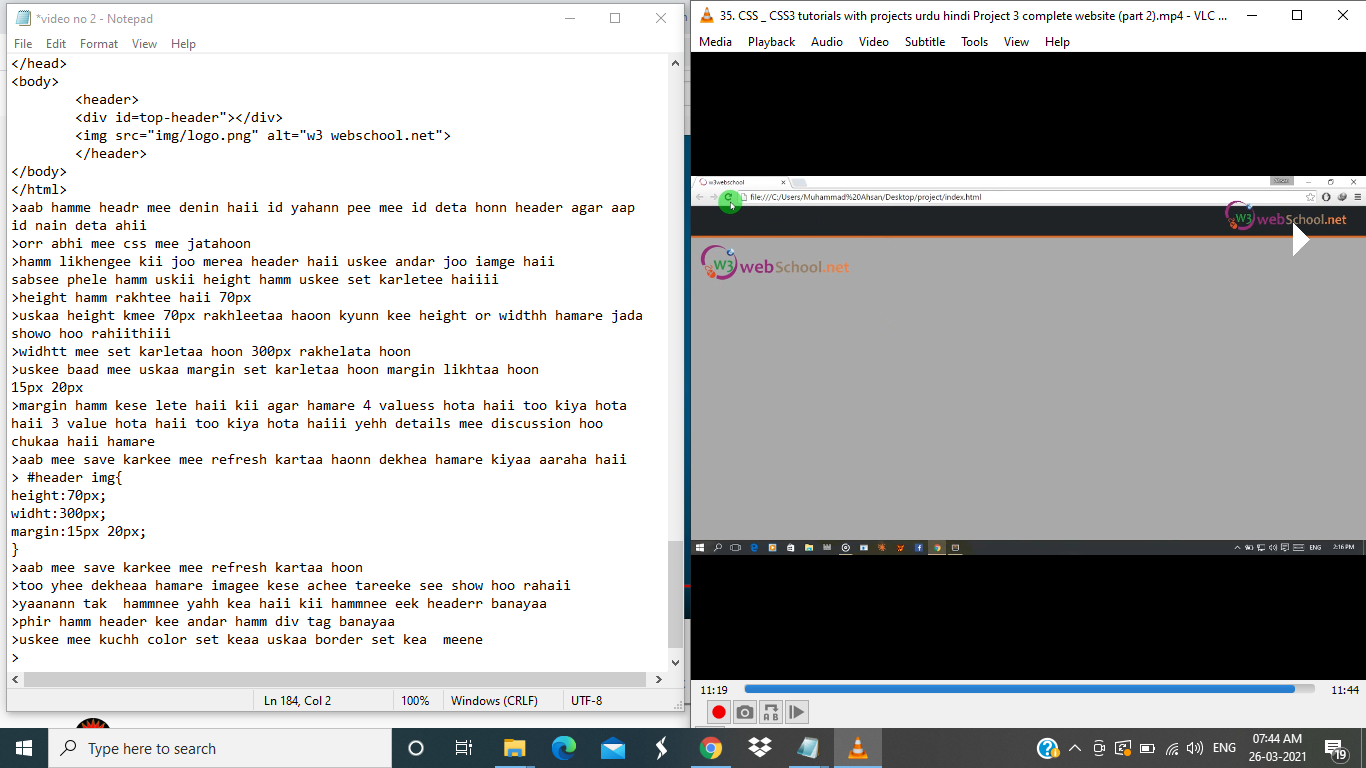 *video no 2 - Notepad
File Edit Format View Help
</head>
<body>
<header>
<div id=top-header"></div>
<img src="img/logo.png" alt="w3 webschool.net">
</header>
</body>
</html>
>aab hamme headr mee denin haii id yahann pee mee id deta honn header agar aap
id nain deta ahii
>orr abhi mee css mee jatahoon
>hamm likhengee kii joo merea header haii uskee andar joo iamge haii
sabsee phele hamm uskii height hamm uskee set karletee haiiii
>height hamm rakhtee haii 70px
>uskaa height kmee 70px rakhleetaa haoon kyunn kee height or widthh hamare jada
showo hoo rahiithiii
>widhtt mee set karletaa hoon 300px rakhelata hoon
>uskee baad mee uskaa margin set karletaa hoon margin likhtaa hoon
15px 20px
>margin hamm kese lete haii kii agar hamare 4 valuess hota haii too kiya hota
haii 3 value hota haii too kiya hota haiii yehh details mee discussion hoo
chukaa haii hamare
>aab mee save karkee mee refresh kartaa haonn dekhea hamare kiyaa aaraha haii
> #header img{
height:70px;
widht:300px;
margin:15px 20px;
}
>aab mee save karkee mee refresh kartaa hoon
>too yhee dekheaa hamare imagee kese achee tareeke see show hoo rahaii
>yaanann tak  hammnee yahh kea haii kii hammnee eek headerr banayaa
>phir hamm header kee andar hamm div tag banayaa
>uskee mee kuchh color set keaa uskaa border set kea  meene
>
Ln 184, Col 2 100% Windows (CRLF) UTF-8
35. CSS _ CSS3 tutorials with projects urdu hindi Project 3 complete website (part 2).mp4 - VLC ...
Media Playback Audio Video Subtitle Tools View Help
w3webschool
file:///C:/Users/Muhammad%20Ahsan/Desktop/project/index.html
W3 webSchool.net
W3 webSchool.net
ENG 2:16 PM
11:19 11:44
Type here to search
ENG
07:44 AM
26-03-2021
19